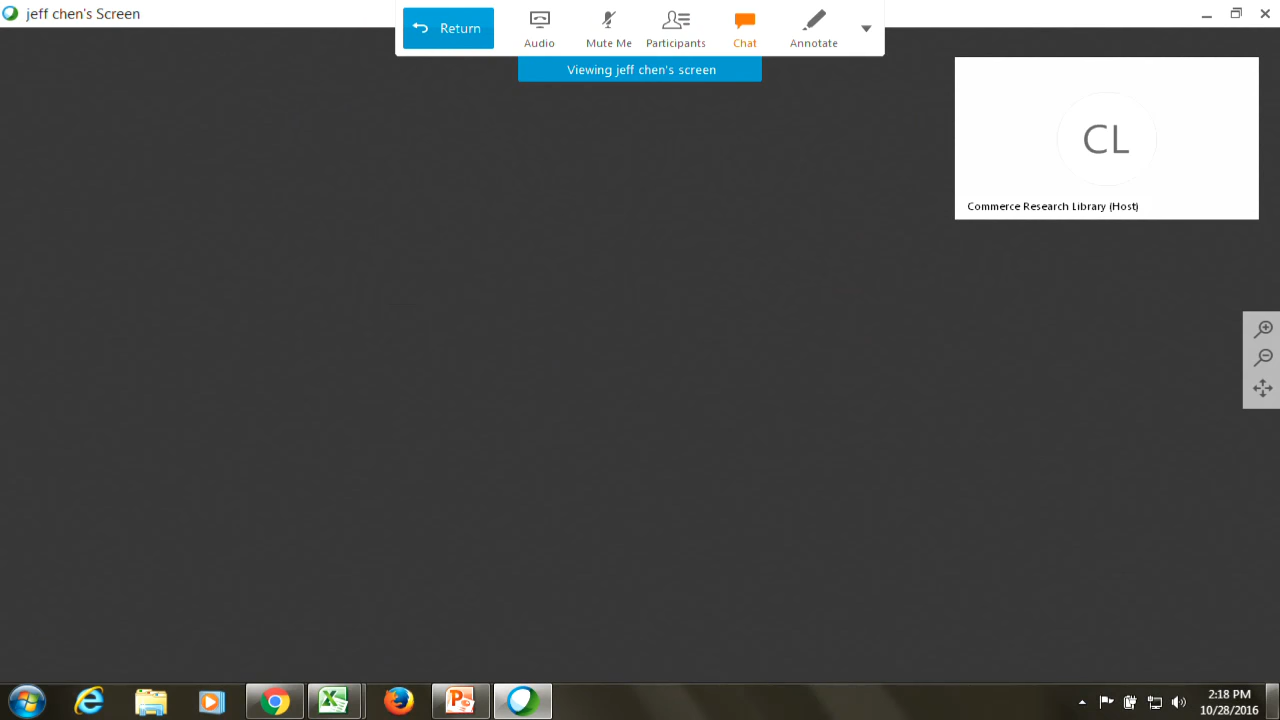 jeff chen's Screen
Return
Audio
Mute Me
Participants
Chat
Annotate
Viewing jeff chen's screen
CL
Commerce Research Library (Host)
2:18 PM
10/28/2016